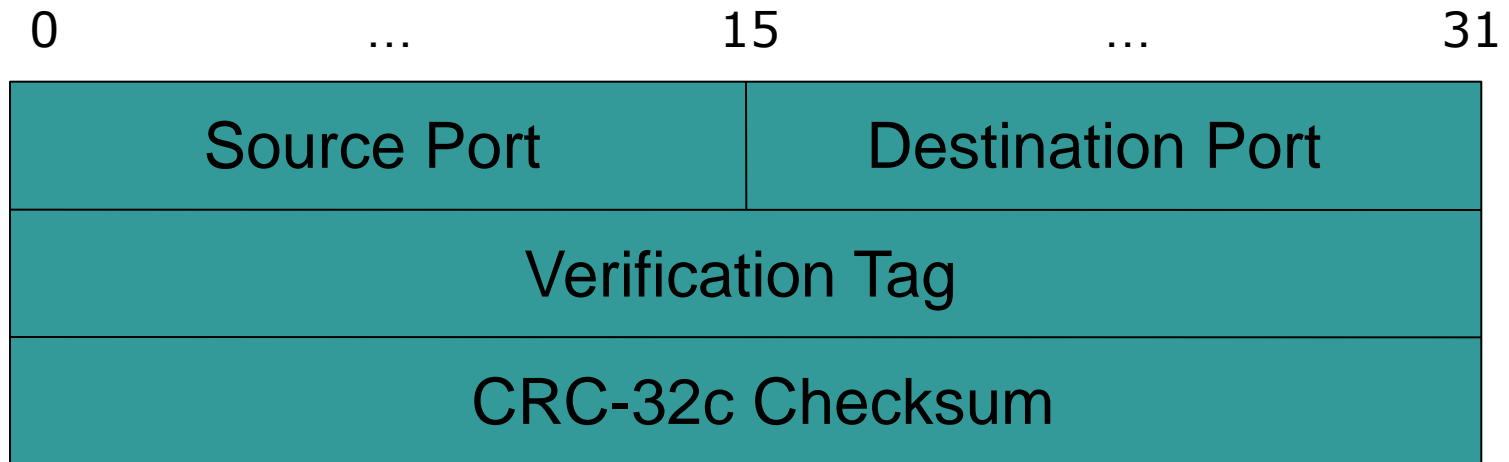 0 ... 15 ... 31
Source Port Destination Port
Verification Tag
CRC-32c Checksum